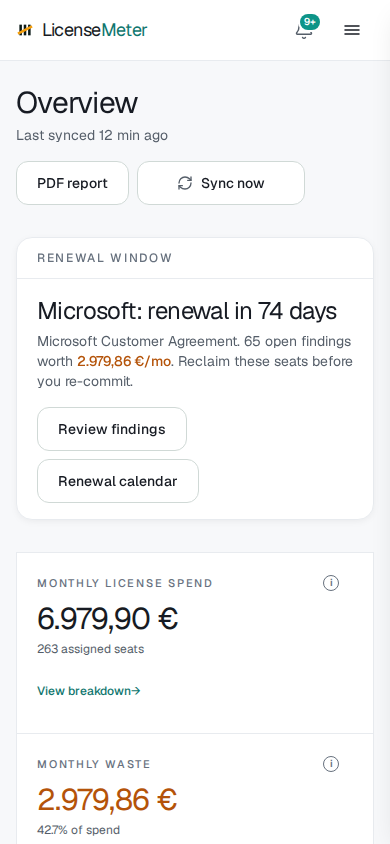 LicenseMeter
9+
Overview
Last synced 12 min ago
PDF report
Sync now
RENEWAL WINDOW
Microsoft: renewal in 74 days
Microsoft Customer Agreement. 65 open findings
worth 2.979,86 €/mo. Reclaim these seats before
you re-commit.
Review findings
Renewal calendar
MONTHLY LICENSE SPEND
i
6.979,90 €
263 assigned seats
View breakdown→
MONTHLY WASTE
i
2.979,86 €
42.7% of spend